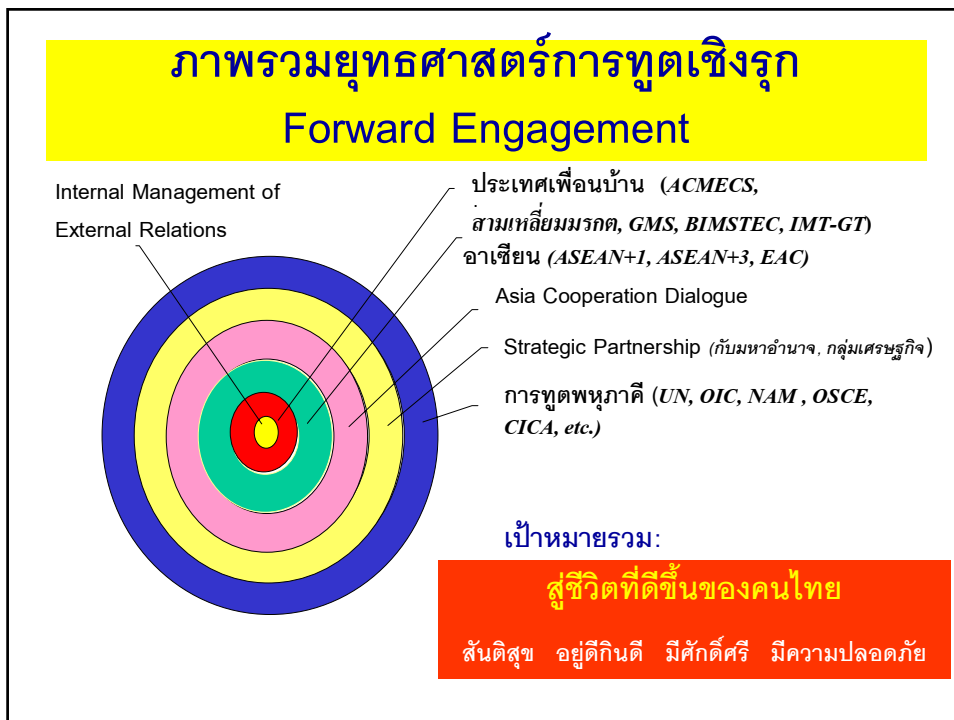 ภาพรวมยุทธศาสตร์การทูตเชิงรุก
Forward Engagement
Internal Management of
External Relations
ประเทศเพื่อนบ้าน (ACMECS,
สามเหลี่ยมมรกต, GMS, BIMSTEC, IMT-GT)
อาเซียน (ASEAN+1, ASEAN+3, EAC)
Asia Cooperation Dialogue
Strategic Partnership (กับมหาอำนาจ, กลุ่มเศรษฐกิจ)
การทูตพหุภาคี (UN, OIC, NAM , OSCE,
CICA, etc.)
เป้าหมายรวม:
สู่ชีวิตที่ดีขึ้นของคนไทย
สันติสุข อยู่ดีกินดี มีศักดิ์ศรี มีความปลอดภัย